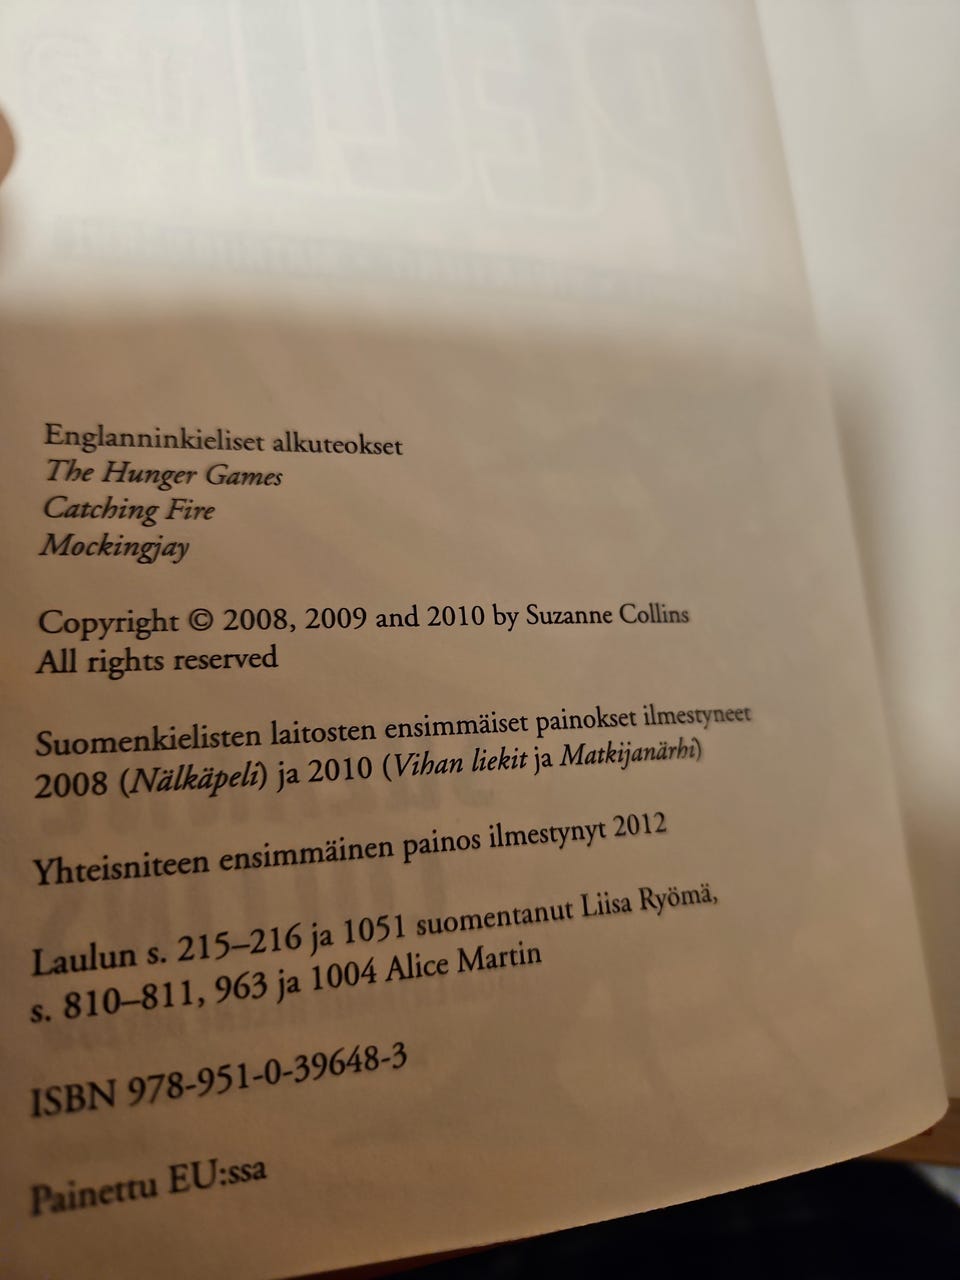 Englanninkieliset alkuteokset
The Hunger Games
Catching Fire
Mockingjay
Copyright © 2008, 2009 and 2010 by Suzanne Collins
All rights reserved
Suomenkielisten laitosten ensimmäiset painokset ilmestyneet
2008 (Nälkäpeli) ja 2010 (Vihan liekit ja Matkijanärhi)
Yhteisniteen ensimmäinen painos ilmestynyt 2012
Laulun s. 215–216 ja 1051 suomentanut Liisa Ryömä,
s. 810–811, 963 ja 1004 Alice Martin
ISBN 978-951-0-39648-3
Painettu EU:ssa